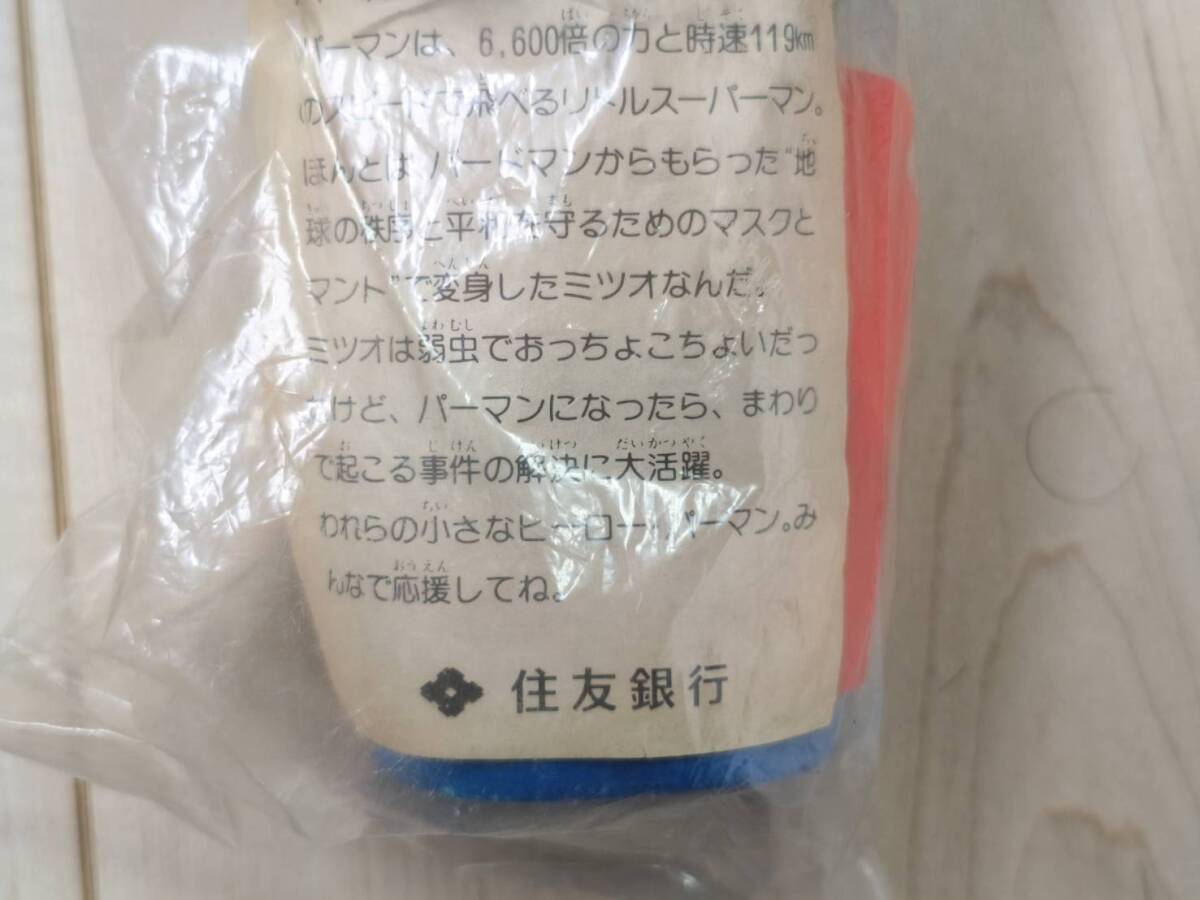 パーマンは、6,600倍の力と時速119km
のスピードで飛べるリトルスーパーマン。
ほんとは、バードマンからもらった"地
球の秩序と平和を守るためのマスクと
マント"で変身したミツオなんだ。
ミツオは弱虫でおっちょこちょいだっ
たけど、パーマンになったら、まわり
で起こる事件の解決に大活躍。
われらの小さなヒーロー、パーマン。み
んなで応援してね。
住友銀行